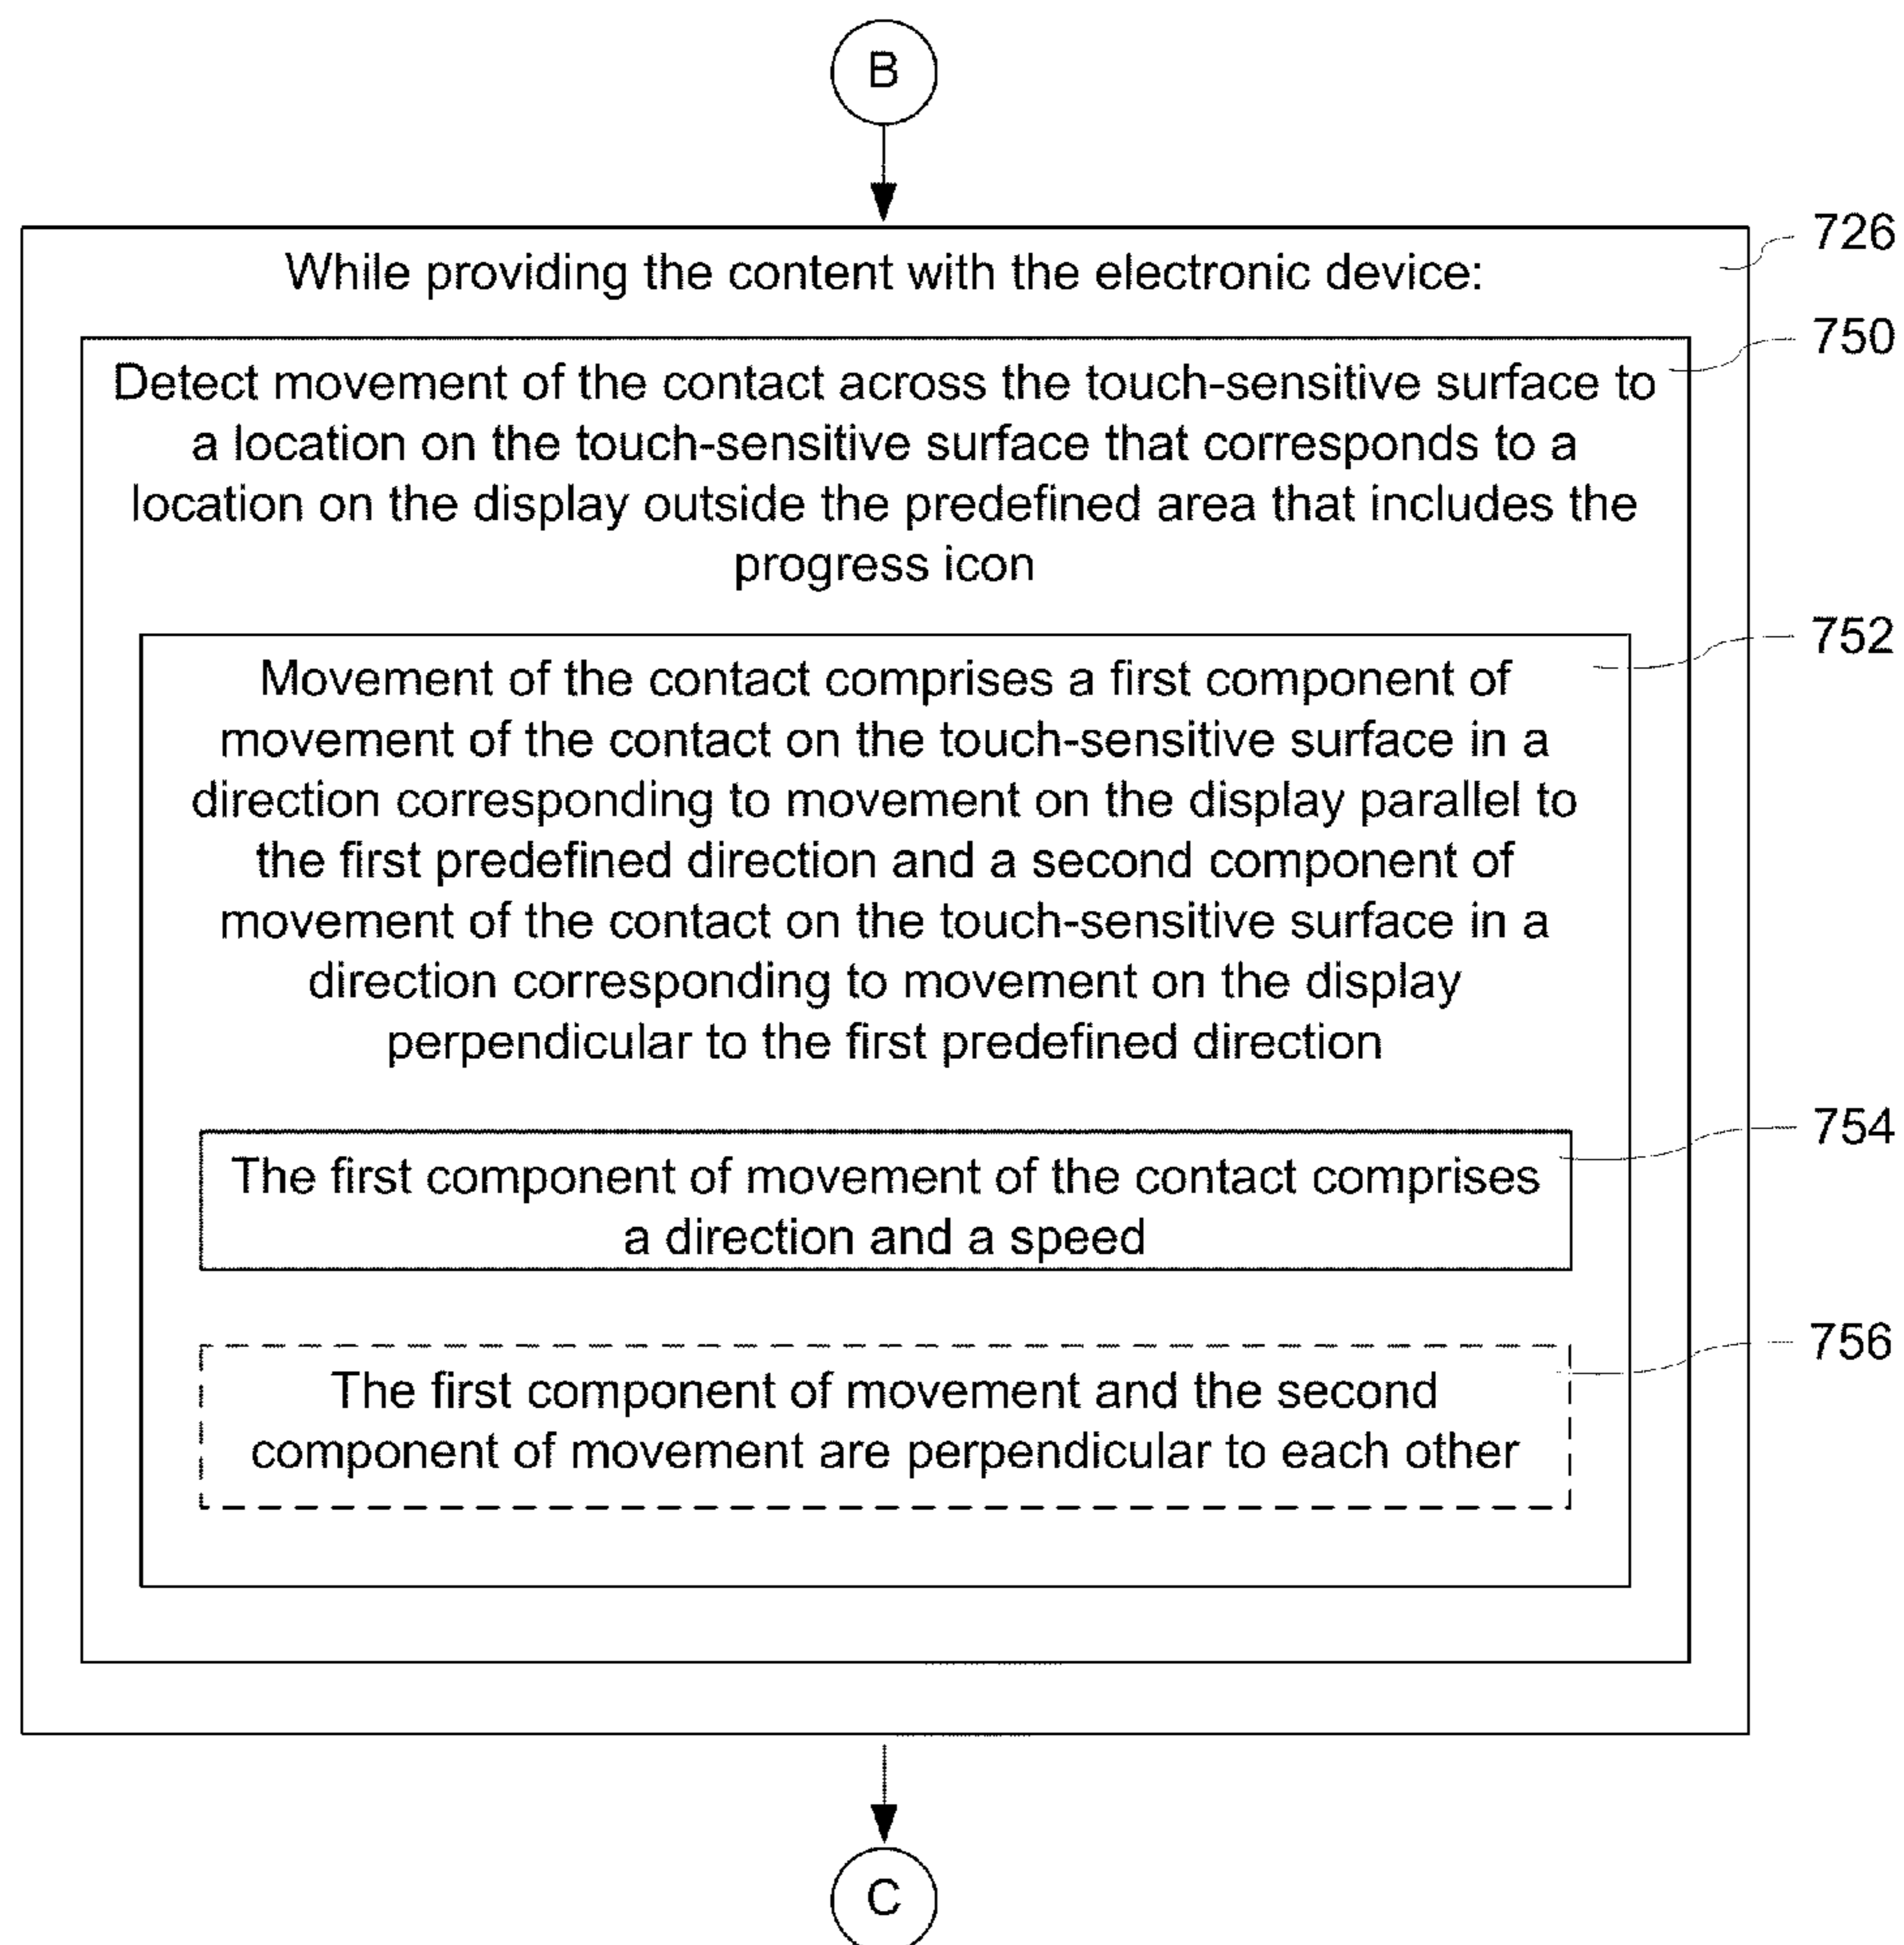 B
726
While providing the content with the electronic device:
750
Detect movement of the contact across the touch-sensitive surface to
a location on the touch-sensitive surface that corresponds to a
location on the display outside the predefined area that includes the
progress icon
752
Movement of the contact comprises a first component of
movement of the contact on the touch-sensitive surface in a
direction corresponding to movement on the display parallel to
the first predefined direction and a second component of
movement of the contact on the touch-sensitive surface in a
direction corresponding to movement on the display
perpendicular to the first predefined direction
754
The first component of movement of the contact comprises
a direction and a speed
756
The first component of movement and the second
component of movement are perpendicular to each other
C